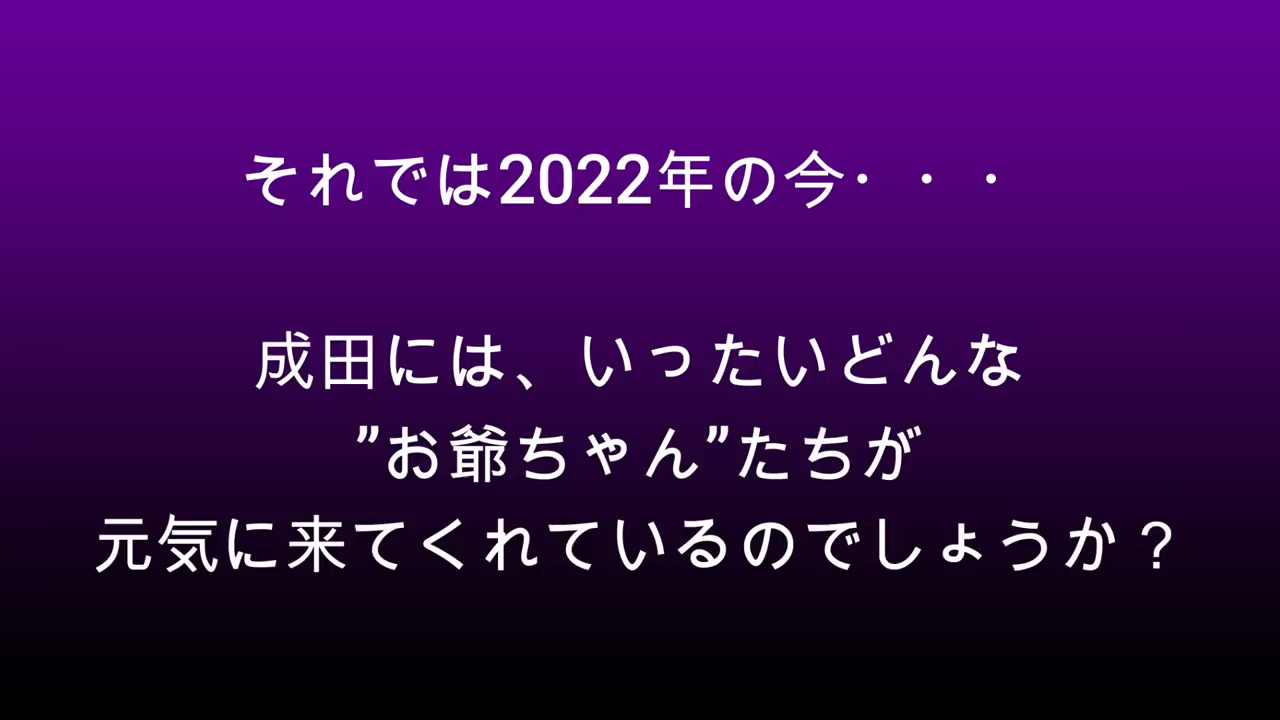 それでは2022年の今・・・
成田には、いったいどんな
”お爺ちゃん”たちが
元気に来てくれているのでしょうか？